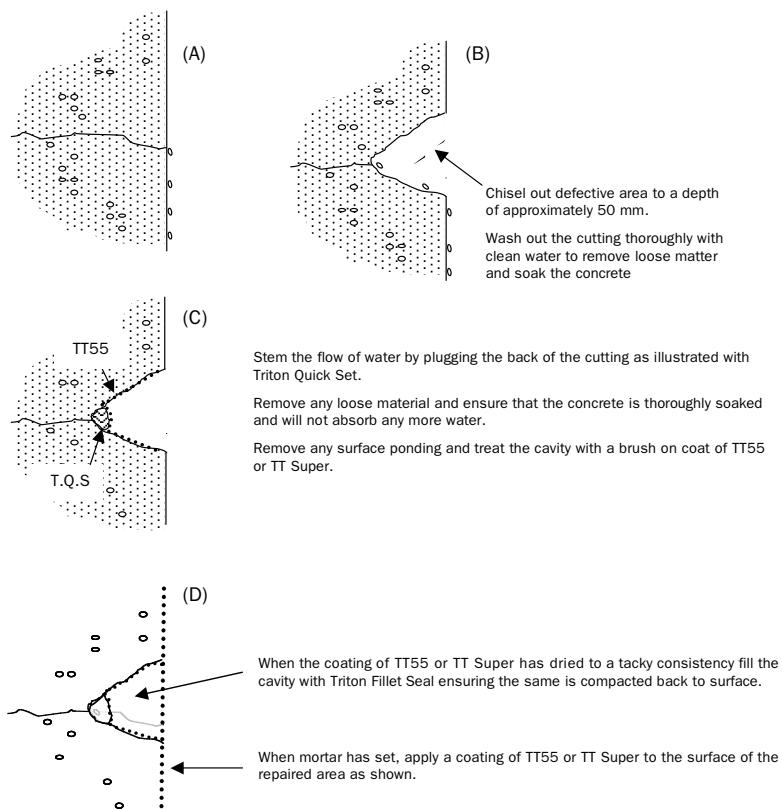 (A)
(B)
Chisel out defective area to a depth
of approximately 50 mm.
Wash out the cutting thoroughly with
clean water to remove loose matter
and soak the concrete
(C)
TT55
T.Q.S
Stem the flow of water by plugging the back of the cutting as illustrated with
Triton Quick Set.
Remove any loose material and ensure that the concrete is thoroughly soaked
and will not absorb any more water.
Remove any surface ponding and treat the cavity with a brush on coat of TT55
or TT Super.
(D)
When the coating of TT55 or TT Super has dried to a tacky consistency fill the
cavity with Triton Fillet Seal ensuring the same is compacted back to surface.
When mortar has set, apply a coating of TT55 or TT Super to the surface of the
repaired area as shown.